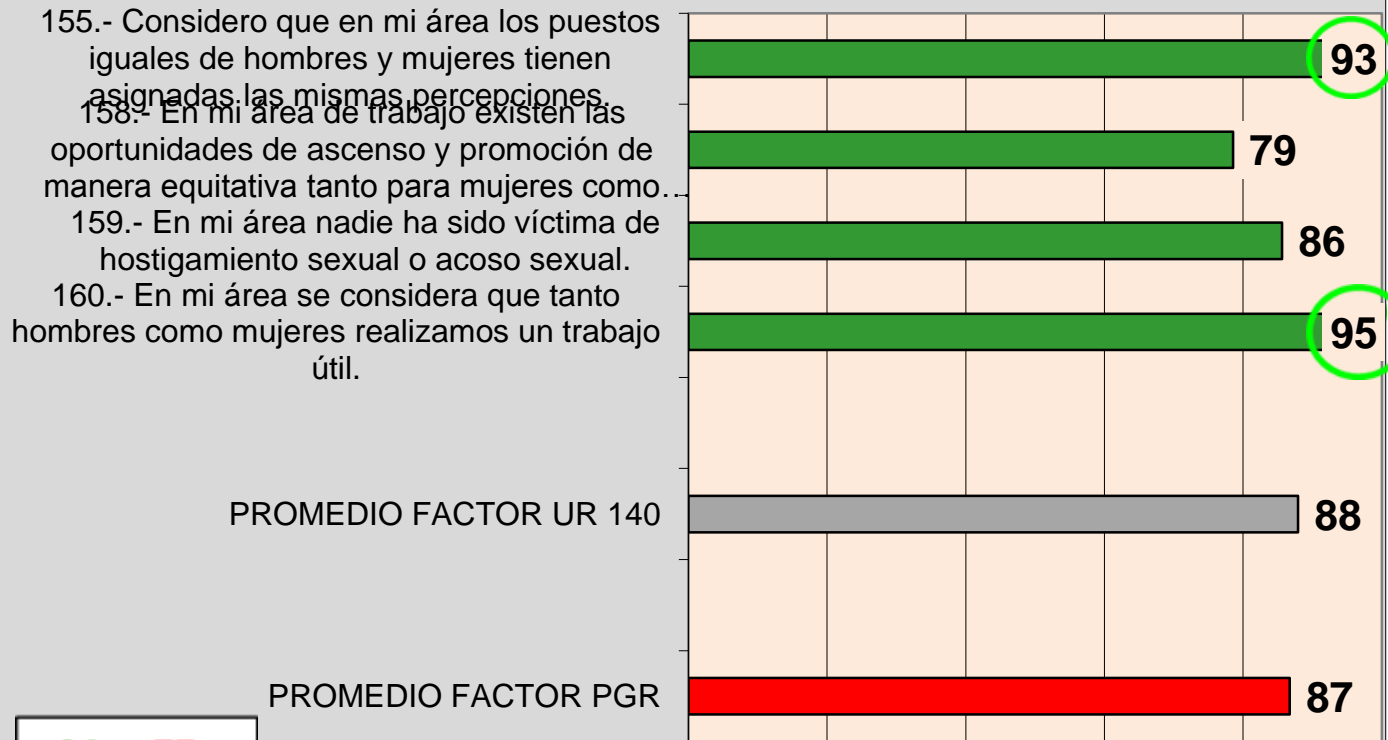 155.- Considero que en mi área los puestos
iguales de hombres y mujeres tienen
asignadas las mismas percepciones.
93
158.- En mi área de trabajo existen las
oportunidades de ascenso y promoción de
manera equitativa tanto para mujeres como…
79
159.- En mi área nadie ha sido víctima de
hostigamiento sexual o acoso sexual.
86
160.- En mi área se considera que tanto
hombres como mujeres realizamos un trabajo
útil.
95
PROMEDIO FACTOR UR 140
88
PROMEDIO FACTOR PGR
87